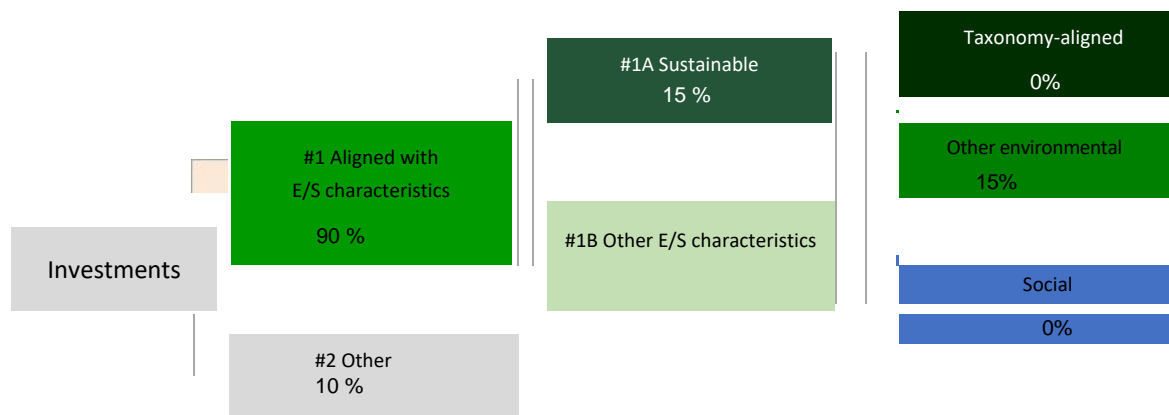 Investments
#1 Aligned with
E/S characteristics
90 %
#2 Other
10 %
#1A Sustainable
15 %
#1B Other E/S characteristics
Taxonomy-aligned
0%
Other environmental
15%
Social
0%